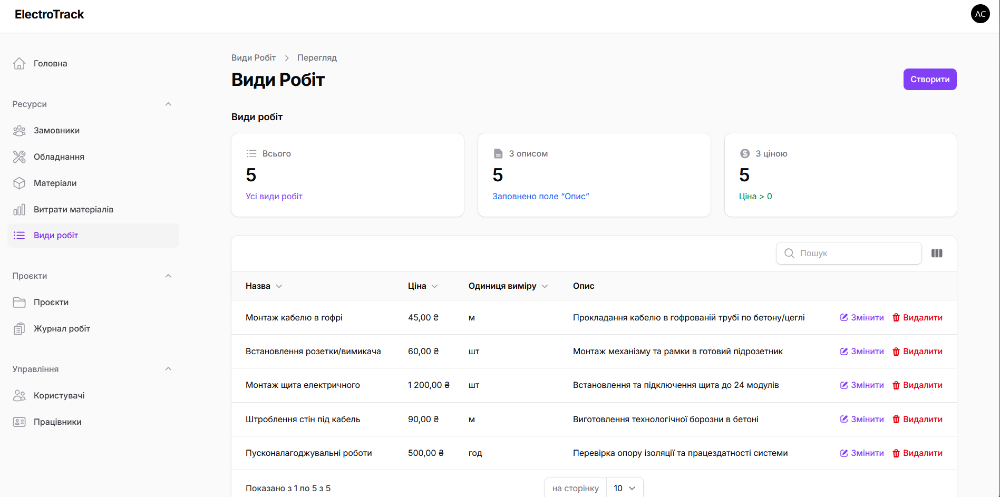 ElectroTrack
AC
Головна
Ресурси
Замовники
Обладнання
Матеріали
Витрати матеріалів
Види робіт
Проєкти
Проєкти
Журнал робіт
Управління
Користувачі
Працівники
Види Робіт > Перегляд
Види Робіт
Створити
Види робіт
Всього
5
Усі види робіт
З описом
5
Заповнено поле “Опис”
З ціною
5
Ціна > 0
Пошук
Назва Ціна Одиниця виміру Опис
Монтаж кабелю в гофрі 45,00 ₴ м Прокладання кабелю в гофрованій трубі по бетону/цеглі Змінити Видалити
Встановлення розетки/вимикача 60,00 ₴ шт Монтаж механізму та рамки в готовий підрозетник Змінити Видалити
Монтаж щита електричного 1 200,00 ₴ шт Встановлення та підключення щита до 24 модулів Змінити Видалити
Штроблення стін під кабель 90,00 ₴ м Виготовлення технологічної борозни в бетоні Змінити Видалити
Пусконалагоджувальні роботи 500,00 ₴ год Перевірка опору ізоляції та працездатності системи Змінити Видалити
Показано з 1 по 5 з 5 на сторінку 10